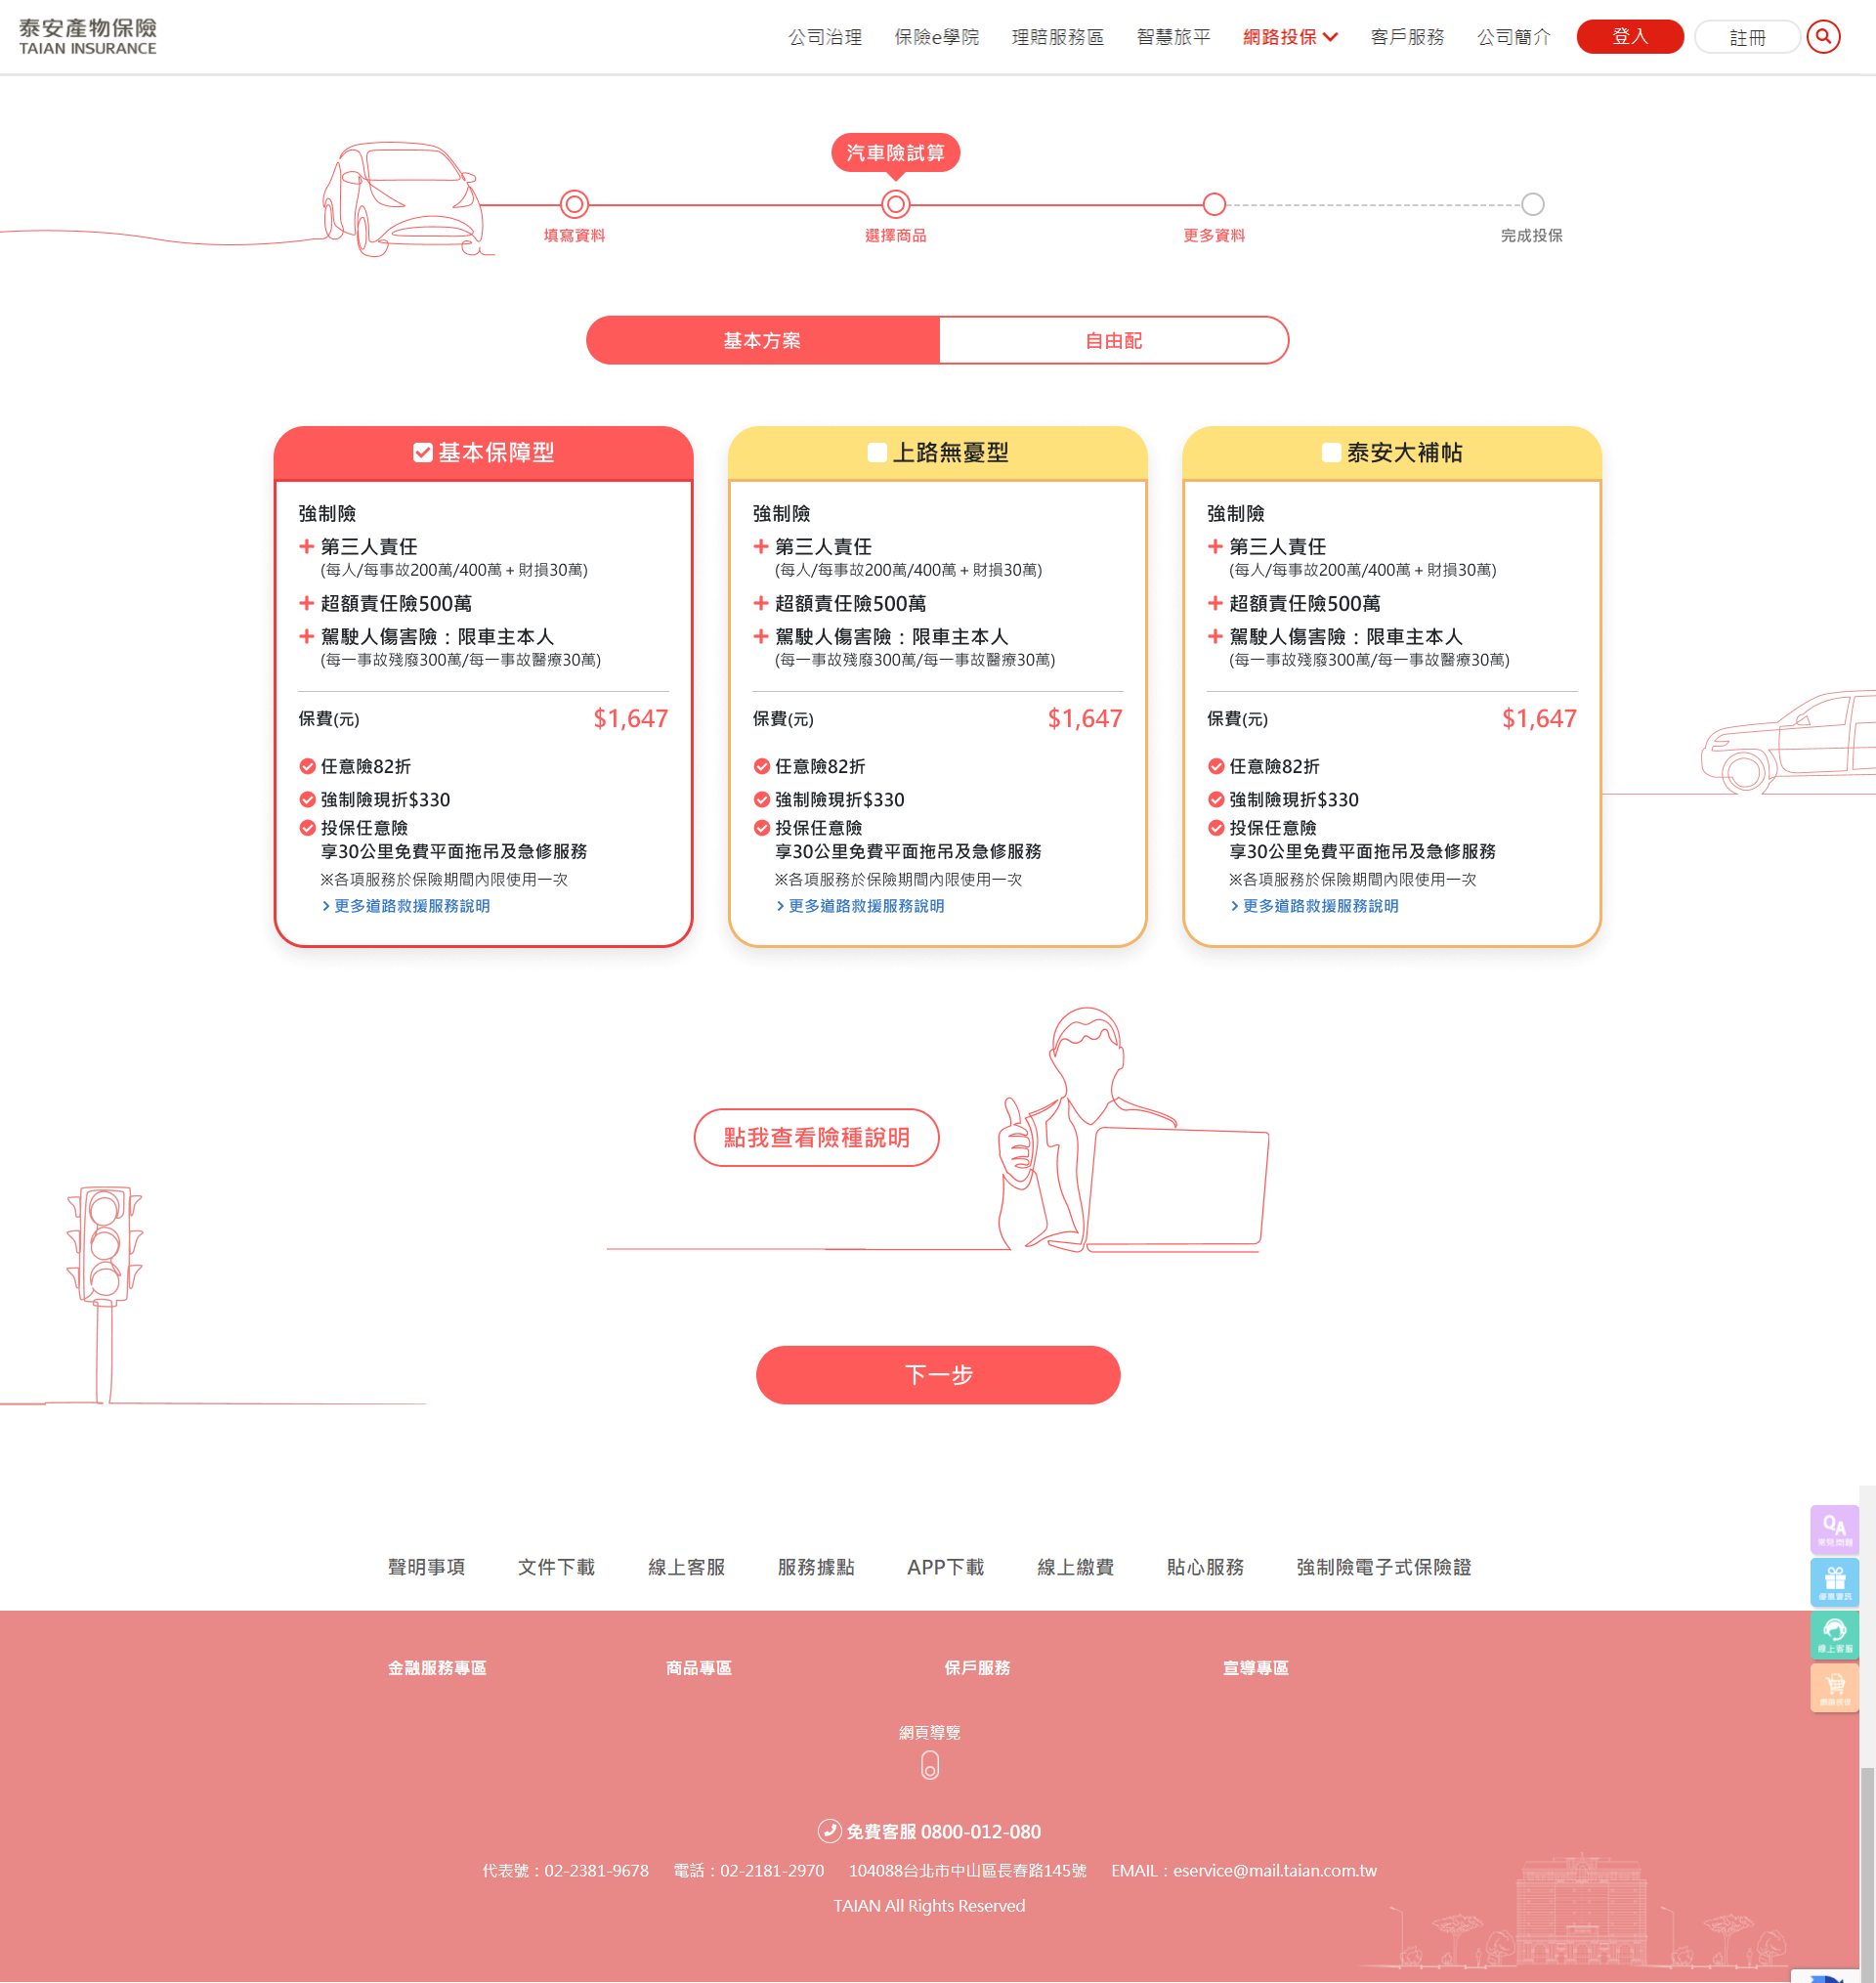 泰安產物保險
TAIAN INSURANCE
公司治理 保險e學院 理賠服務區 智慧旅平 網路投保 客戶服務 公司簡介 登入 註冊
汽車險試算
填寫資料 選擇商品 更多資料 完成投保
基本方案 自由配
基本保障型
強制險
第三人責任
(每人/每事故200萬/400萬+財損30萬)
超額責任險500萬
駕駛人傷害險：限車主本人
(每一事故殘廢300萬/每一事故醫療30萬)
保費(元) $1,647
任意險82折
強制險現折$330
投保任意險
享30公里免費平面拖吊及急修服務
※各項服務於保險期間內限使用一次
更多道路救援服務說明
上路無憂型
強制險
第三人責任
(每人/每事故200萬/400萬+財損30萬)
超額責任險500萬
駕駛人傷害險：限車主本人
(每一事故殘廢300萬/每一事故醫療30萬)
保費(元) $1,647
任意險82折
強制險現折$330
投保任意險
享30公里免費平面拖吊及急修服務
※各項服務於保險期間內限使用一次
更多道路救援服務說明
泰安大補帖
強制險
第三人責任
(每人/每事故200萬/400萬+財損30萬)
超額責任險500萬
駕駛人傷害險：限車主本人
(每一事故殘廢300萬/每一事故醫療30萬)
保費(元) $1,647
任意險82折
強制險現折$330
投保任意險
享30公里免費平面拖吊及急修服務
※各項服務於保險期間內限使用一次
更多道路救援服務說明
點我查看險種說明
下一步
QA
常見問題
優惠資訊
線上客服
網路投保
聲明事項 文件下載 線上客服 服務據點 APP下載 線上繳費 貼心服務 強制險電子式保險證
金融服務專區 商品專區 保戶服務 宣導專區
網頁導覽
免費客服 0800-012-080
代表號：02-2381-9678 電話：02-2181-2970 104088台北市中山區長春路145號 EMAIL：eservice@mail.taian.com.tw
TAIAN All Rights Reserved